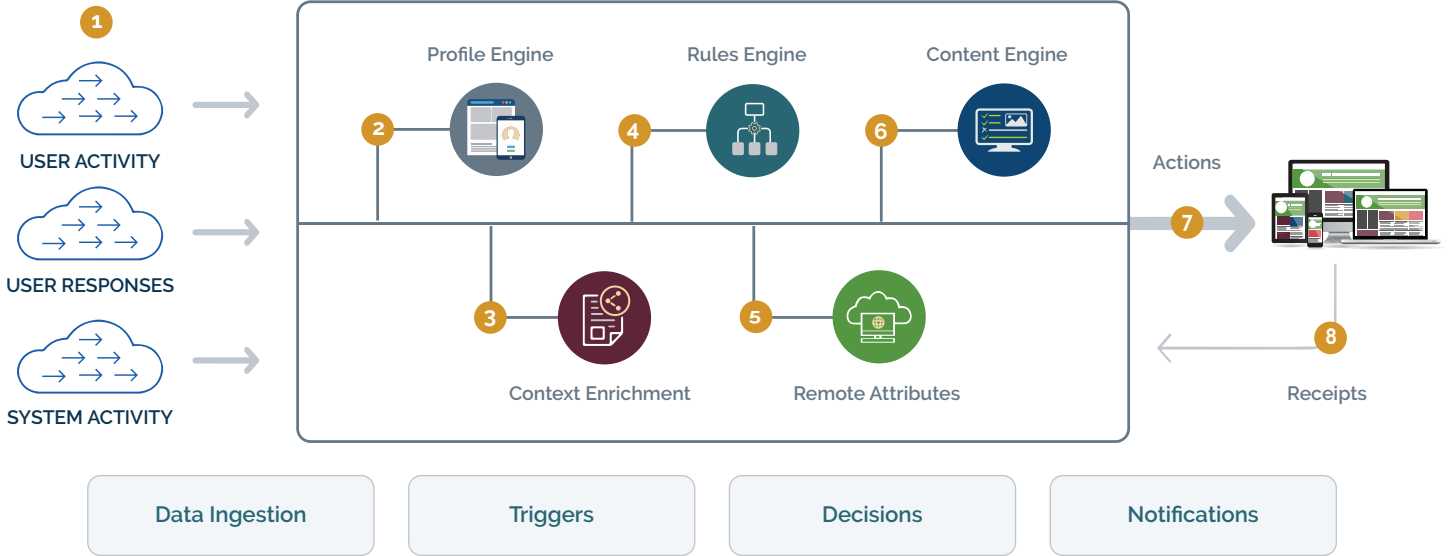 1
USER ACTIVITY
USER RESPONSES
SYSTEM ACTIVITY
Profile Engine
2
Rules Engine
4
Content Engine
6
3
Context Enrichment
5
Remote Attributes
Actions
7
8
Receipts
Data Ingestion
Triggers
Decisions
Notifications